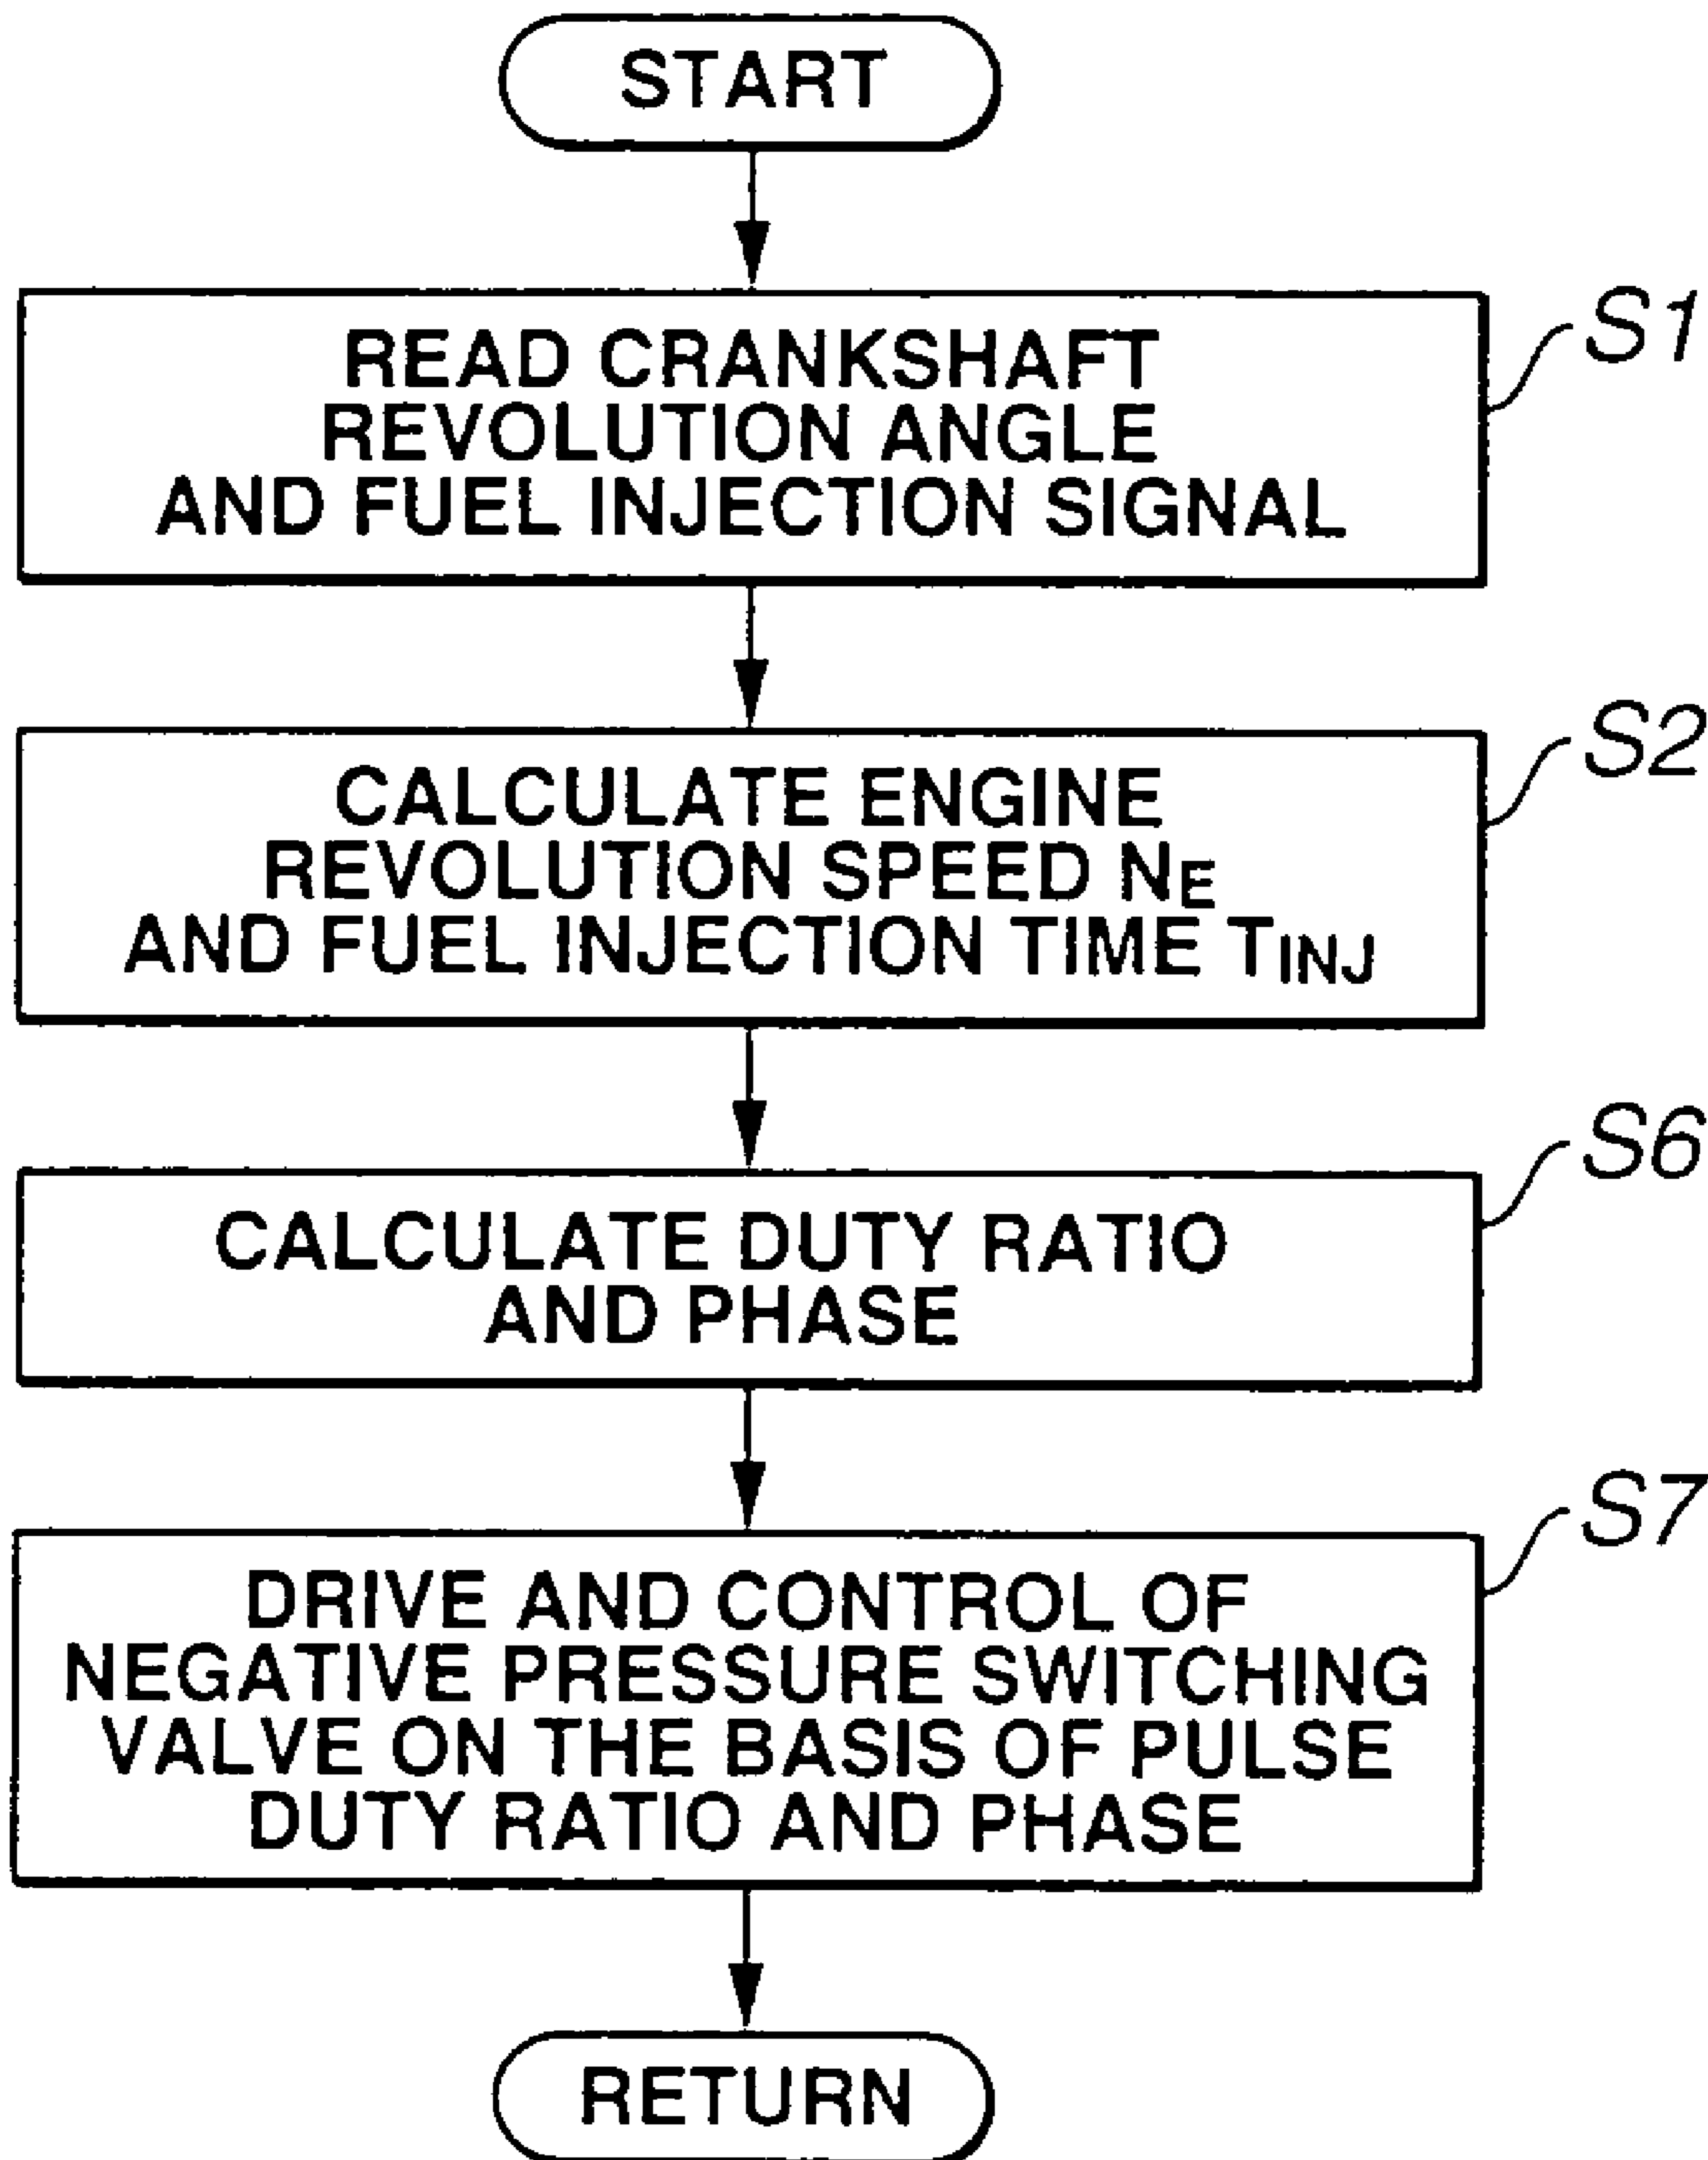 START
READ CRANKSHAFT
REVOLUTION ANGLE
AND FUEL INJECTION SIGNAL
S1
CALCULATE ENGINE
REVOLUTION SPEED NE
AND FUEL INJECTION TIME TINJ
S2
CALCULATE DUTY RATIO
AND PHASE
S6
DRIVE AND CONTROL OF
NEGATIVE PRESSURE SWITCHING
VALVE ON THE BASIS OF PULSE
DUTY RATIO AND PHASE
S7
RETURN